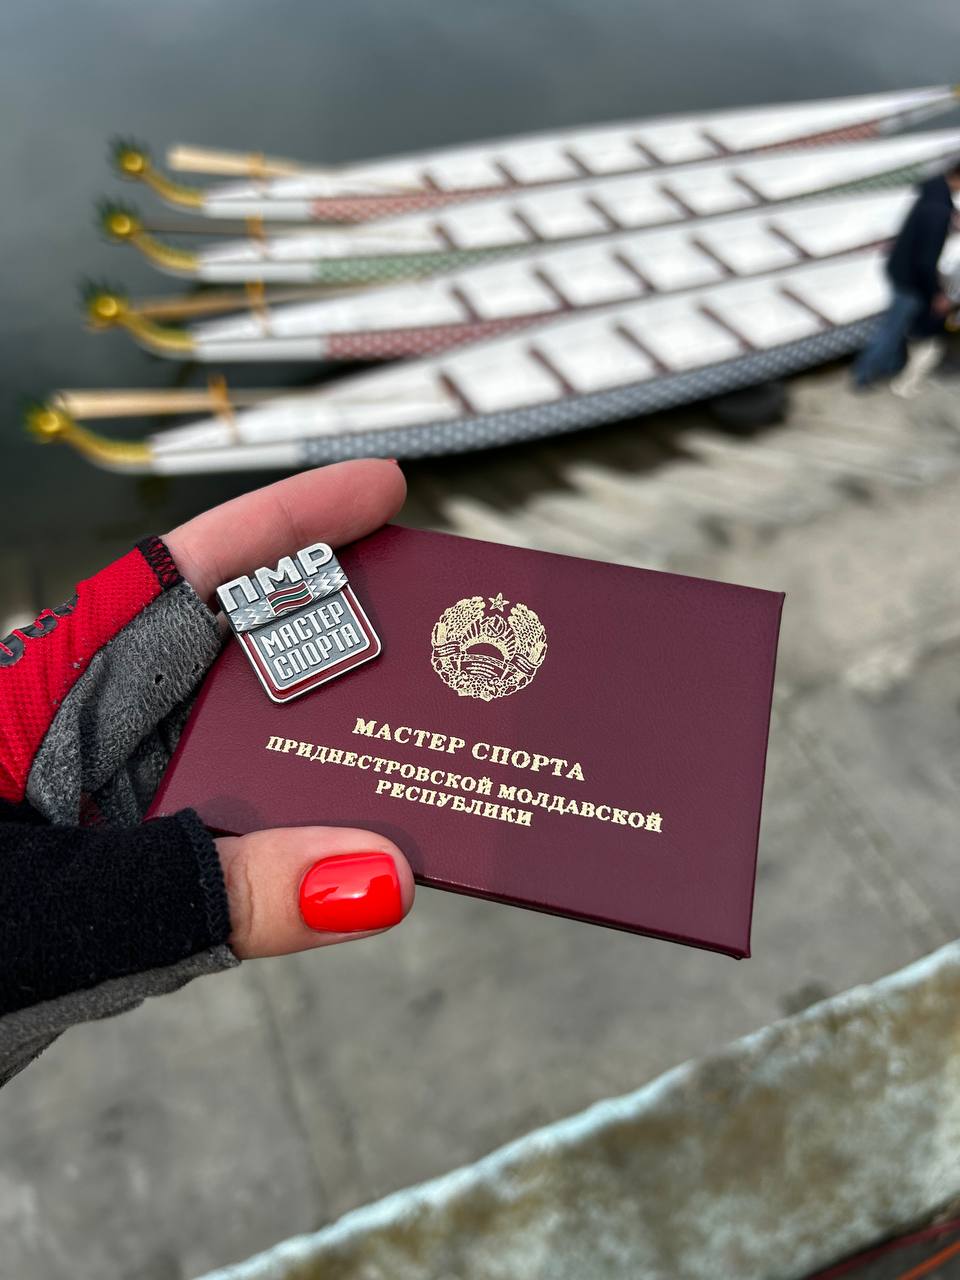 ПМР
МАСТЕР
СПОРТА
МАСТЕР СПОРТА
ПРИДНЕСТРОВСКОЙ МОЛДАВСКОЙ
РЕСПУБЛИКИ